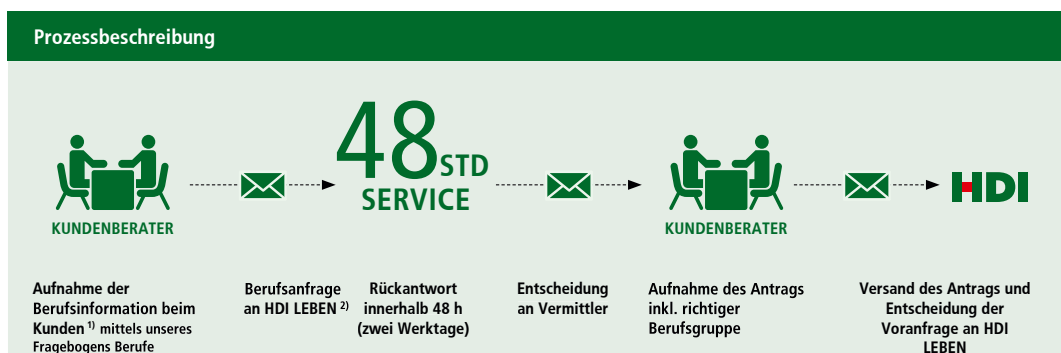 Prozessbeschreibung
48 STD
SERVICE
HDI
KUNDENBERATER
KUNDENBERATER
Aufnahme der
Berufsinformation beim
Kunden 1) mittels unseres
Fragebogens Berufe
Berufsanfrage
an HDI LEBEN 2)
Rückantwort
innerhalb 48 h
(zwei Werktage)
Entscheidung
an Vermittler
Aufnahme des Antrags
inkl. richtiger
Berufsgruppe
Versand des Antrags und
Entscheidung der
Voranfrage an HDI
LEBEN